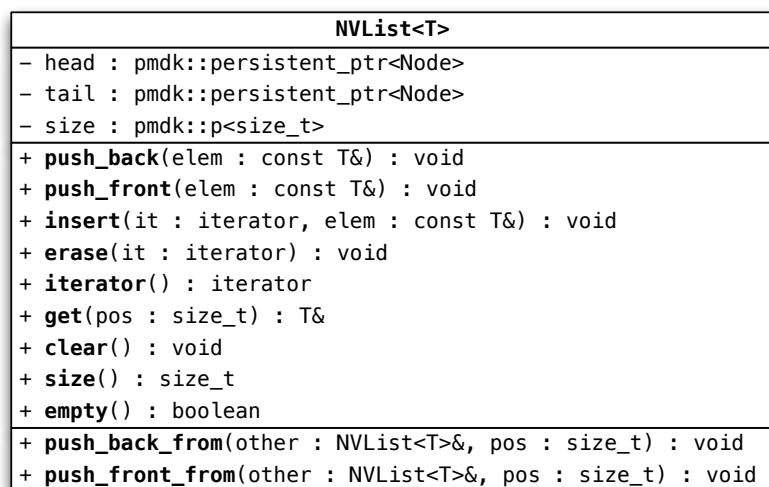 NVList<T>
– head : pmdk::persistent_ptr<Node>
– tail : pmdk::persistent_ptr<Node>
– size : pmdk::p<size_t>
+ push_back(elem : const T&) : void
+ push_front(elem : const T&) : void
+ insert(it : iterator, elem : const T&) : void
+ erase(it : iterator) : void
+ iterator() : iterator
+ get(pos : size_t) : T&
+ clear() : void
+ size() : size_t
+ empty() : boolean
+ push_back_from(other : NVList<T>&, pos : size_t) : void
+ push_front_from(other : NVList<T>&, pos : size_t) : void